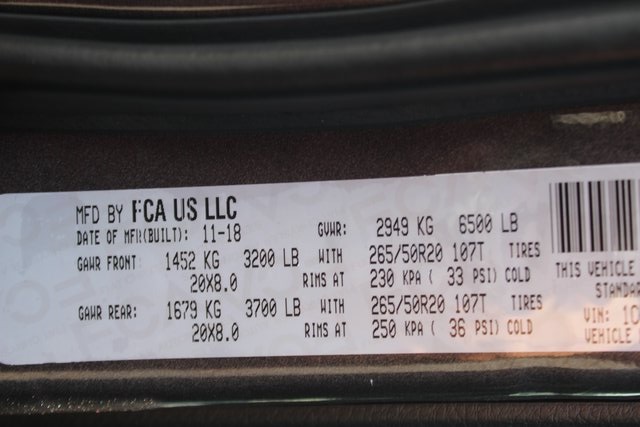 MFD BY FCA US LLC
DATE OF MFR(BUILT): 11-18 GVWR: 2949 KG 6500 LB
GAWR FRONT 1452 KG 3200 LB WITH 265/50R20 107T TIRES
20X8.0 RIMS AT 230 KPA ( 33 PSI) COLD
GAWR REAR: 1679 KG 3700 LB WITH 265/50R20 107T TIRES
20X8.0 RIMS AT 250 KPA ( 36 PSI) COLD
THIS VEHICLE
STANDAR
VIN: 1C
VEHICLE